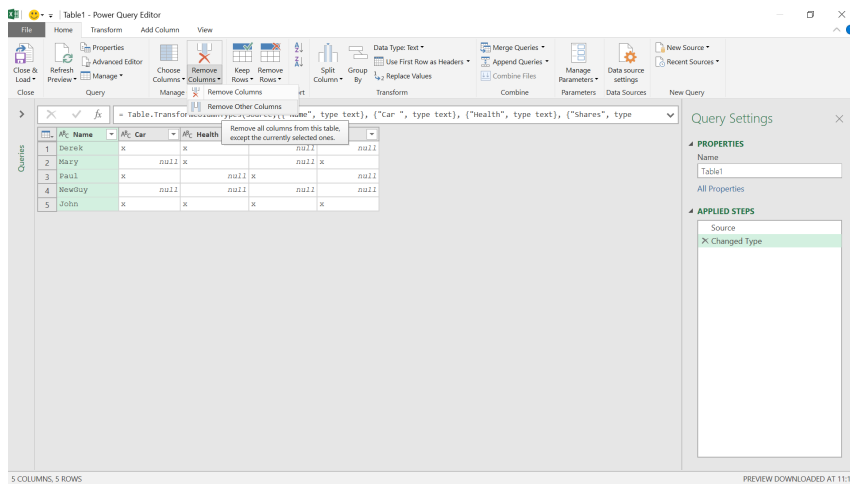 Table1 - Power Query Editor
File Home Transform Add Column View
Close & Load
Refresh Preview
Properties
Advanced Editor
Manage
Choose Columns
Remove Columns
Keep Rows
Remove Rows
Split Column
Group By
Data Type: Text
Use First Row as Headers
Replace Values
Merge Queries
Append Queries
Combine Files
Manage Parameters
Data source settings
New Source
Recent Sources
Close Query Manage rt Transform Combine Parameters Data Sources New Query
Remove Columns
Remove Other Columns
Remove all columns from this table,
except the currently selected ones.
fx = Table.Transfor", type text}, {"Car ", type text}, {"Health", type text}, {"Shares", type
Queries
Name Car Health
1 Derek x x null null
2 Mary null x null x
3 Paul x null x null
4 NewGuy null null null null
5 John x x x x
Query Settings
PROPERTIES
Name
Table1
All Properties
APPLIED STEPS
Source
Changed Type
5 COLUMNS, 5 ROWS
PREVIEW DOWNLOADED AT 11:1